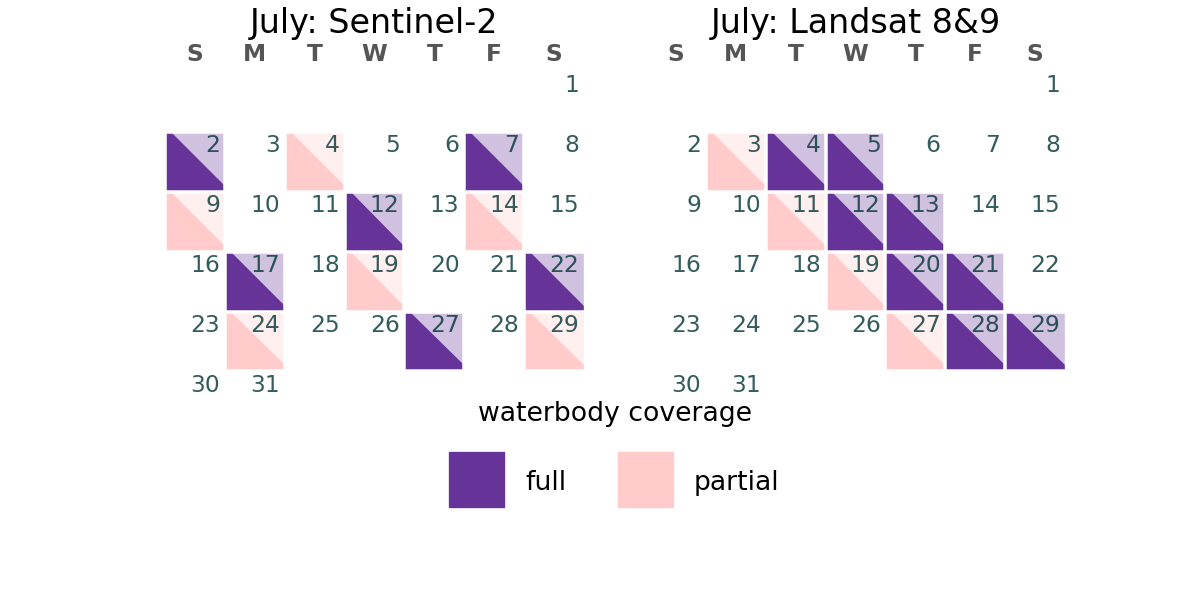 July: Sentinel-2
S M T W T F S
1
2 3 4 5 6 7 8
9 10 11 12 13 14 15
16 17 18 19 20 21 22
23 24 25 26 27 28 29
30 31
July: Landsat 8&9
S M T W T F S
1
2 3 4 5 6 7 8
9 10 11 12 13 14 15
16 17 18 19 20 21 22
23 24 25 26 27 28 29
30 31
waterbody coverage
full partial